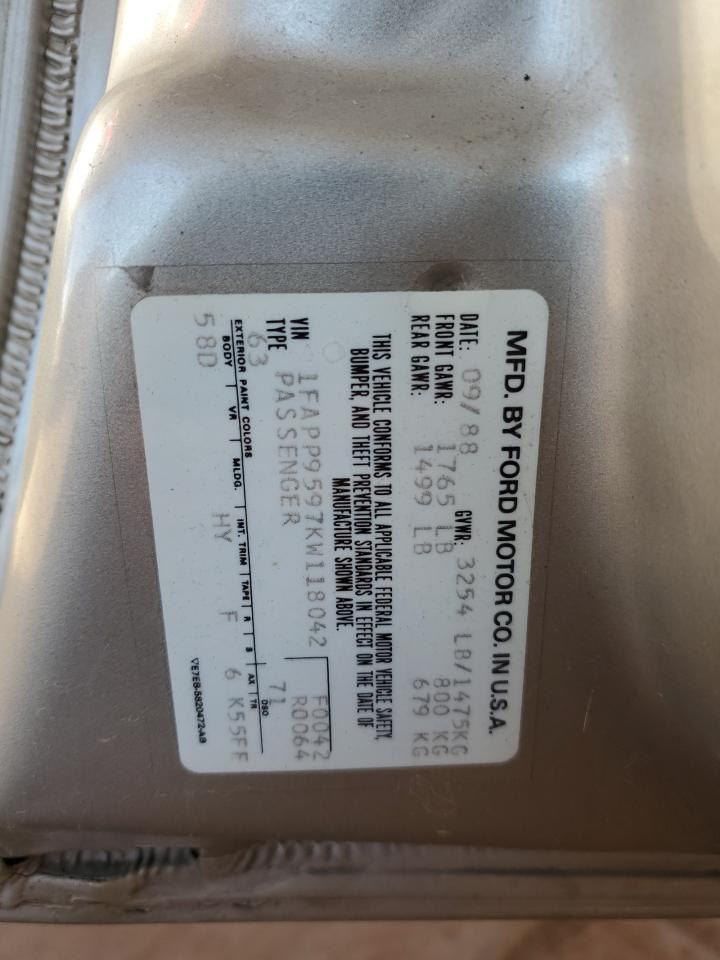 MFD. BY FORD MOTOR CO. IN U.S.A.
DATE: 09/88 GVWR: 3254 LB/1475KG
FRONT GAWR: 1765 LB 800 KG
REAR GAWR: 1499 LB 679 KG
THIS VEHICLE CONFORMS TO ALL APPLICABLE FEDERAL MOTOR VEHICLE SAFETY,
BUMPER, AND THEFT PREVENTION STANDARDS IN EFFECT ON THE DATE OF
MANUFACTURE SHOWN ABOVE.
VIN 1FAPP9597KW118042 F0042
TYPE PASSENGER R0064
63 71
EXTERIOR PAINT COLORS DSO
BODY VR MLDG. INT. TRIM TAPE R S AX TR
58D HY F 6 K55FF
VE7EB-5820472-AB